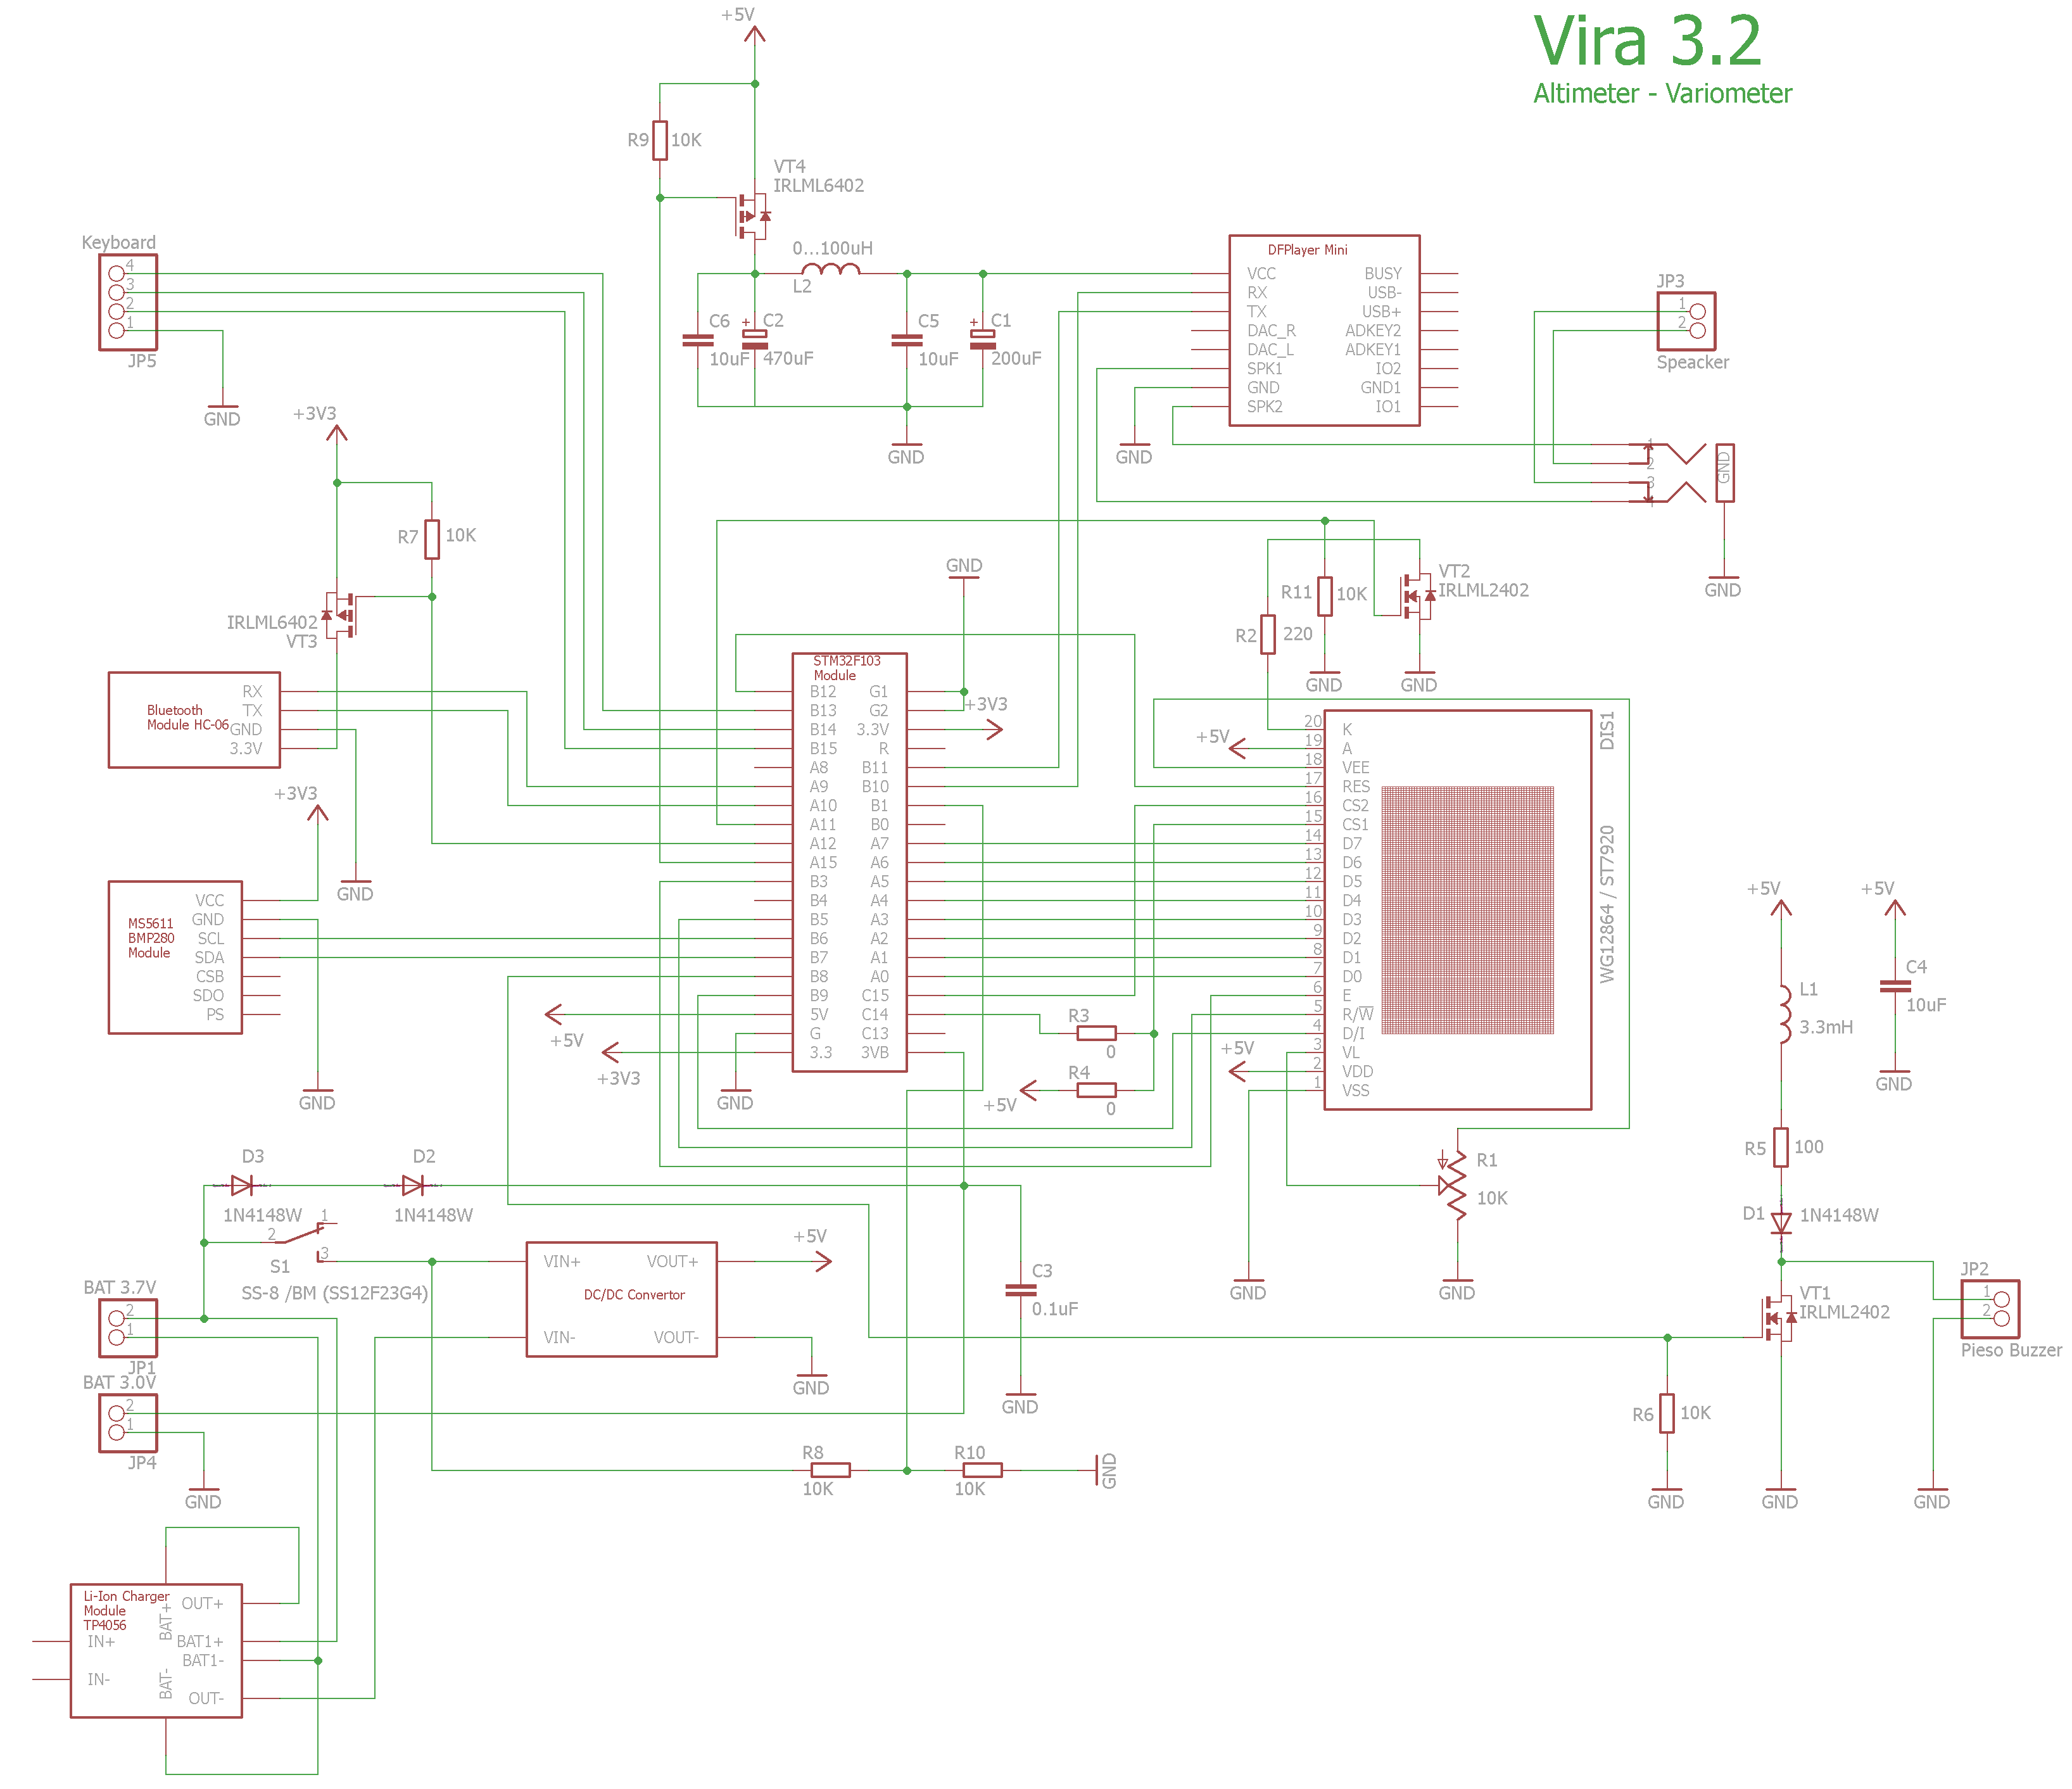 Vira 3.2
Altimeter - Variometer
+5V
R9
10K
VT4
IRLML6402
0...100uH
L2
C6
10uF
+
C2
470uF
C5
10uF
+
C1
200uF
GND
Keyboard
4
3
2
1
JP5
GND
DFPlayer Mini
VCC
RX
TX
DAC_R
DAC_L
SPK1
GND
SPK2
BUSY
USB-
USB+
ADKEY2
ADKEY1
IO2
GND1
IO1
GND
JP3
1
2
Speacker
1
2
3
4
GND
GND
+3V3
R7
10K
IRLML6402
VT3
Bluetooth
Module HC-06
RX
TX
GND
3.3V
GND
+3V3
MS5611
BMP280
Module
VCC
GND
SCL
SDA
CSB
SDO
PS
GND
GND
STM32F103
Module
B12
B13
B14
B15
A8
A9
A10
A11
A12
A15
B3
B4
B5
B6
B7
B8
B9
5V
G
3.3
G1
G2
3.3V
R
B11
B10
B1
B0
A7
A6
A5
A4
A3
A2
A1
A0
C15
C14
C13
3VB
+3V3
+5V
+3V3
GND
R3
0
R4
0
+5V
R2
220
R11
10K
VT2
IRLML2402
GND
GND
+5V
+5V
20
19
18
17
16
15
14
13
12
11
10
9
8
7
6
5
4
3
2
1
K
A
VEE
RES
CS2
CS1
D7
D6
D5
D4
D3
D2
D1
D0
E
R/W
D/I
VL
VDD
VSS
DIS1
WG12864 / ST7920
GND
R1
10K
GND
+5V
L1
3.3mH
R5
100
D1
1N4148W
VT1
IRLML2402
R6
10K
GND
GND
GND
+5V
C4
10uF
GND
JP2
1
2
Pieso Buzzer
D3
1N4148W
D2
1N4148W
1
2
3
S1
SS-8 /BM (SS12F23G4)
BAT 3.7V
2
1
JP1
BAT 3.0V
2
1
JP4
GND
VIN+
VIN-
DC/DC Convertor
VOUT+
VOUT-
+5V
GND
C3
0.1uF
GND
R8
10K
R10
10K
GND
Li-Ion Charger
Module
TP4056
IN+
IN-
BAT+
BAT-
OUT+
BAT1+
BAT1-
OUT-